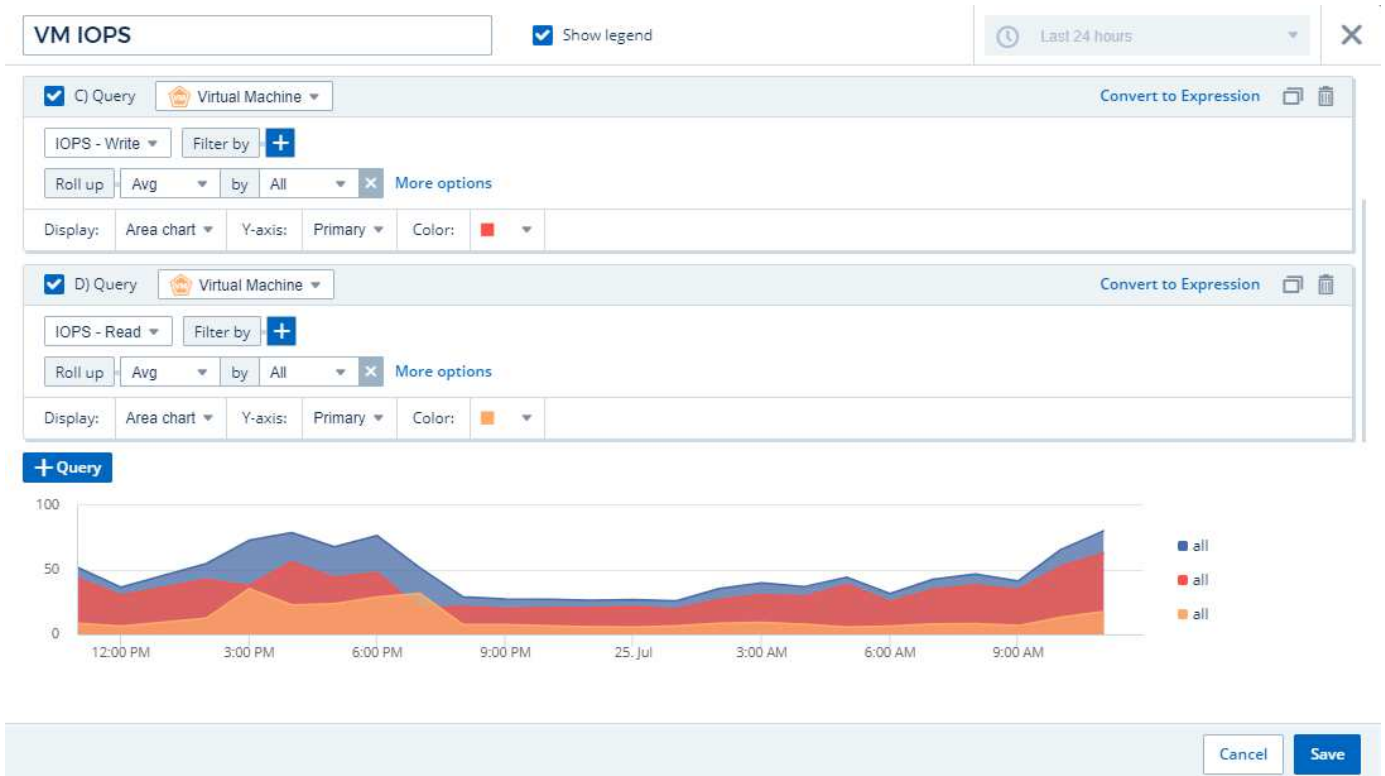 VM IOPS Show legend Last 24 hours
C) Query Virtual Machine Convert to Expression
IOPS - Write Filter by
Roll up Avg by All More options
Display: Area chart Y-axis: Primary Color:
D) Query Virtual Machine Convert to Expression
IOPS - Read Filter by
Roll up Avg by All More options
Display: Area chart Y-axis: Primary Color:
+ Query
100
50
0
all
all
all
12:00 PM 3:00 PM 6:00 PM 9:00 PM 25. Jul 3:00 AM 6:00 AM 9:00 AM
Cancel Save